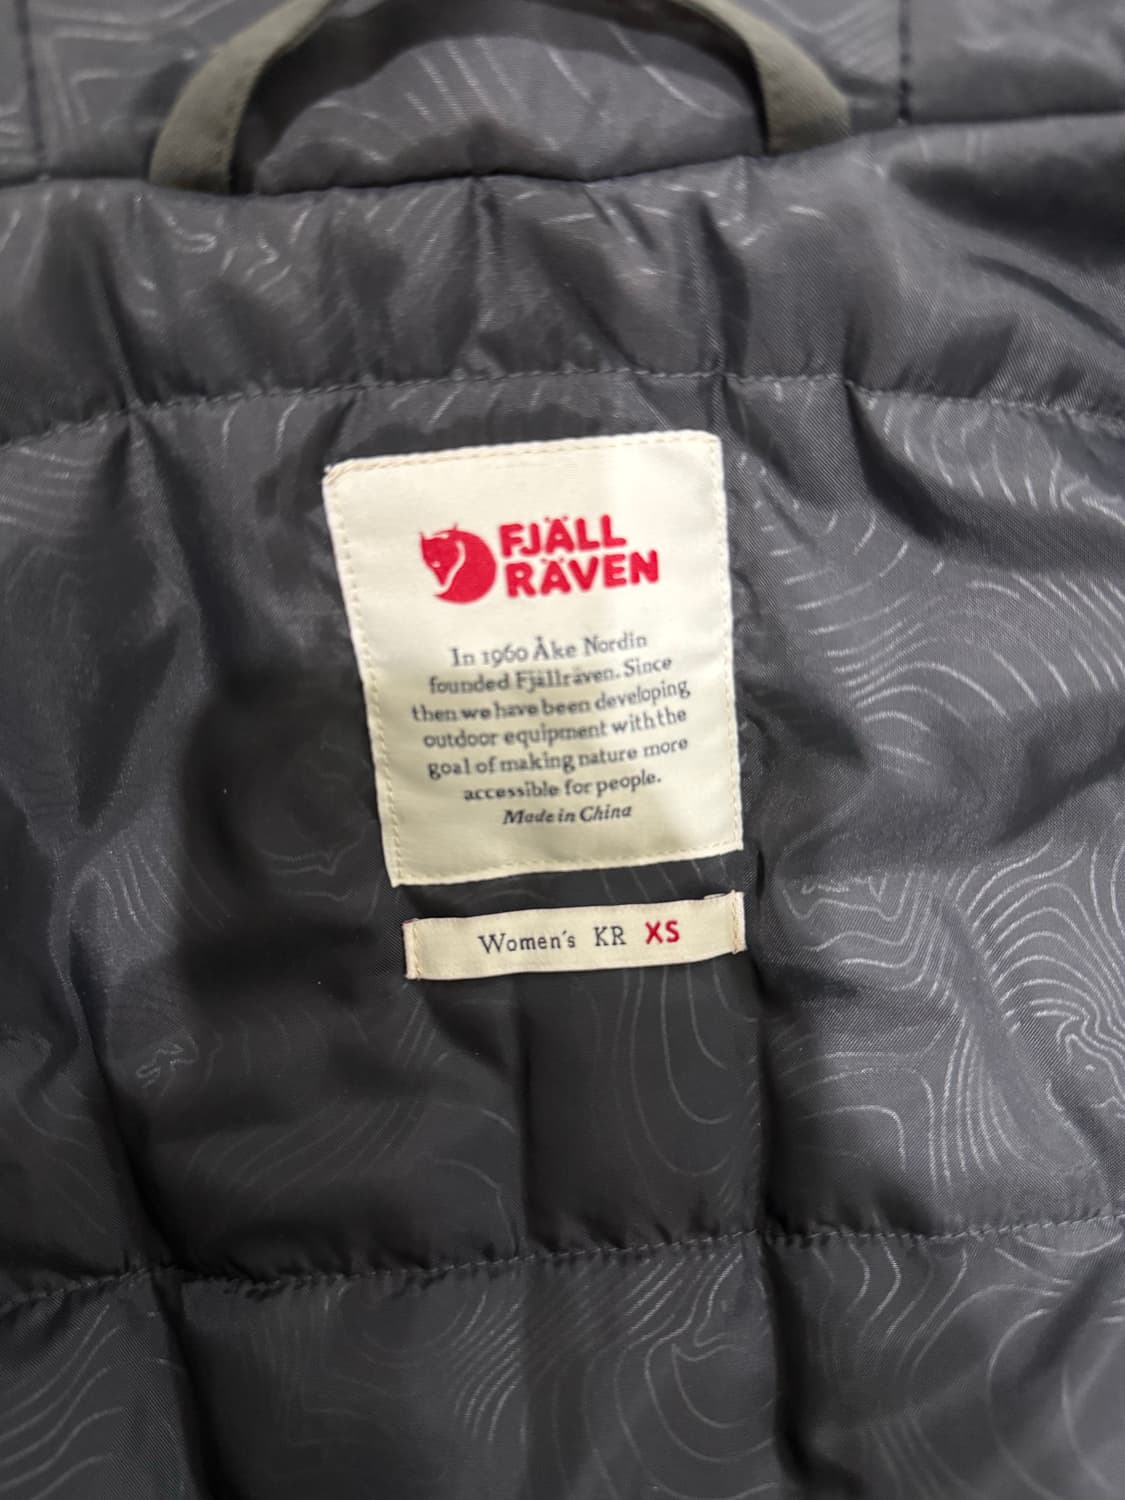 FJÄLL
RÄVEN
In 1960 Åke Nordin
founded Fjällräven. Since
then we have been developing
outdoor equipment with the
goal of making nature more
accessible for people.
Made in China
Women´s KR XS